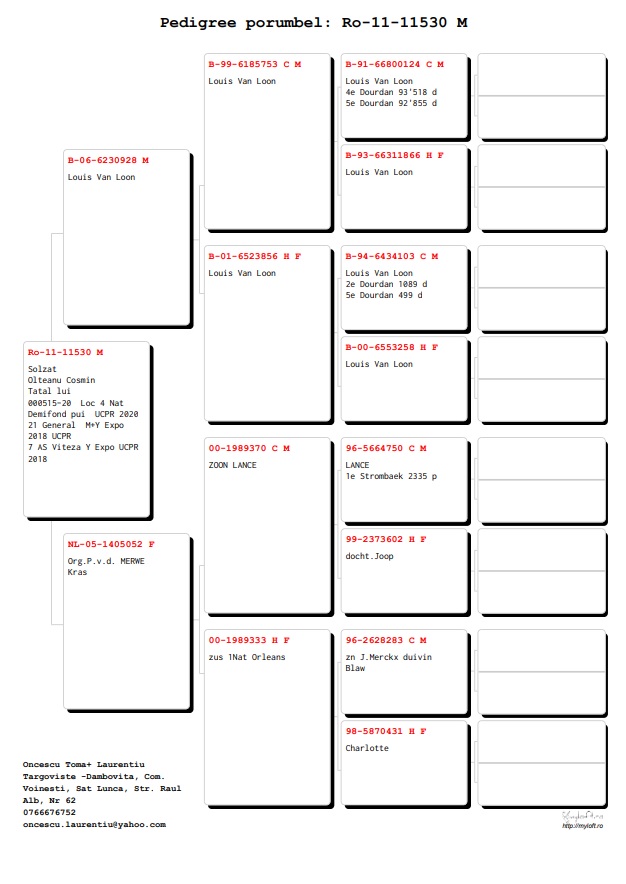 Pedigree porumbel: Ro-11-11530 M
Ro-11-11530 M
Solzat
Olteanu Cosmin
Tatal lui
000515-20 Loc 4 Nat
Demifond pui UCPR 2020
21 General M+Y Expo
2018 UCPR
7 AS Viteza Y Expo UCPR
2018
B-06-6230928 M
Louis Van Loon
NL-05-1405052 F
Org.P.v.d. MERWE
Kras
B-99-6185753 C M
Louis Van Loon
B-01-6523856 H F
Louis Van Loon
00-1989370 C M
ZOON LANCE
00-1989333 H F
zus 1Nat Orleans
B-91-66800124 C M
Louis Van Loon
4e Dourdan 93'518 d
5e Dourdan 92'855 d
B-93-66311866 H F
Louis Van Loon
B-94-6434103 C M
Louis Van Loon
2e Dourdan 1089 d
5e Dourdan 499 d
B-00-6553258 H F
Louis Van Loon
96-5664750 C M
LANCE
1e Strombaek 2335 p
99-2373602 H F
docht.Joop
96-2628283 C M
zn J.Merckx duivin
Blaw
98-5870431 H F
Charlotte
Oncescu Toma+ Laurentiu
Targoviste -Dambovita, Com.
Voinesti, Sat Lunca, Str. Raul
Alb, Nr 62
0766676752
oncescu.laurentiu@yahoo.com
http://myloft.ro